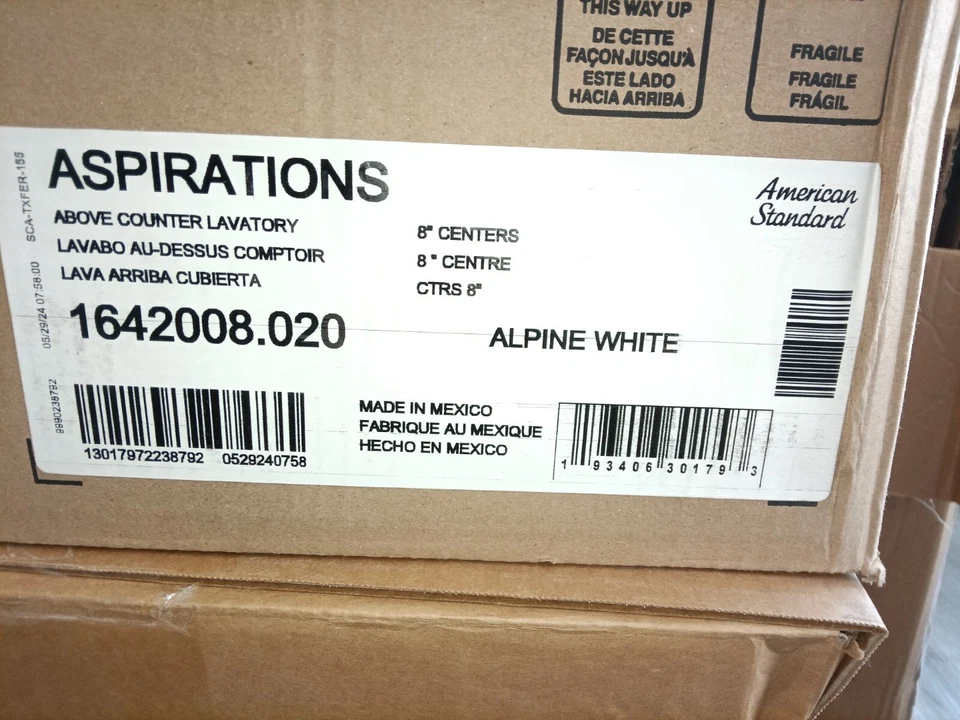 THIS WAY UP
DE CETTE
FAÇON JUSQU'À
ESTE LADO
HACIA ARRIBA
FRAGILE
FRAGILE
FRÁGIL
ASPIRATIONS
ABOVE COUNTER LAVATORY
LAVABO AU-DESSUS COMPTOIR
LAVA ARRIBA CUBIERTA
8" CENTERS
8 " CENTRE
CTRS 8"
American
Standard
1642008.020
ALPINE WHITE
13017972238792 0529240758
MADE IN MEXICO
FABRIQUE AU MEXIQUE
HECHO EN MEXICO
1 93406 30179 3
SCA-TXFER-155
05/29/24 07:58:00
9990238792